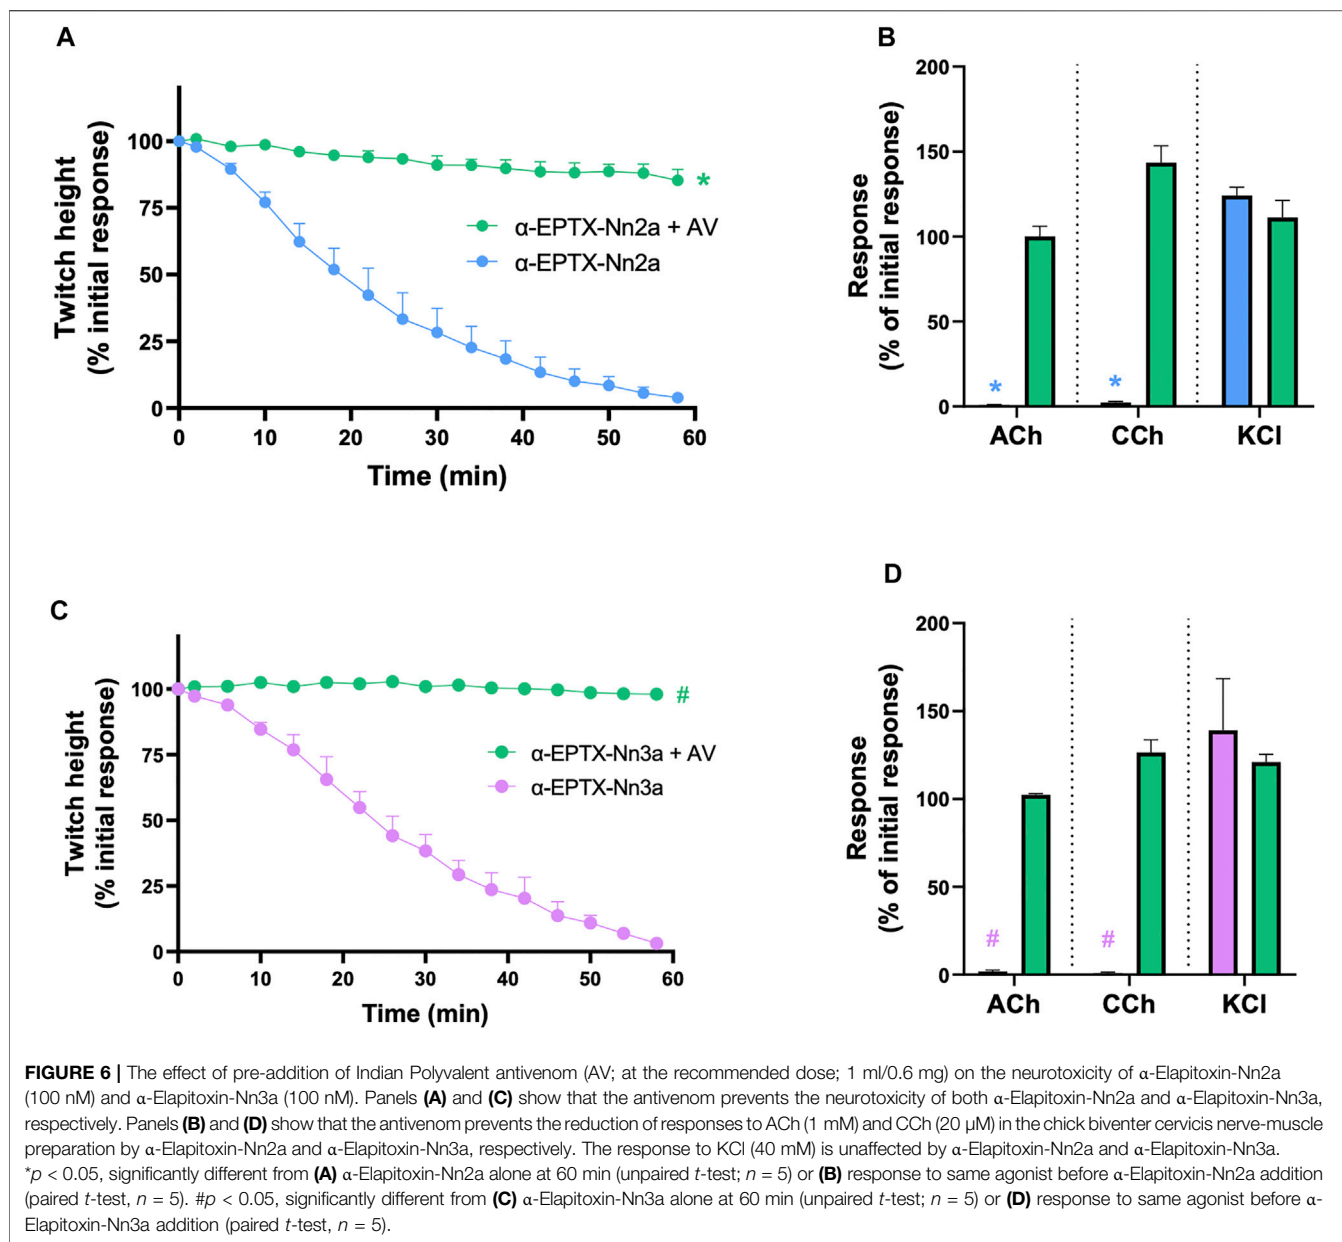 A
Twitch height
(% initial response)
100
75
50
25
0
*
α-EPTX-Nn2a + AV
α-EPTX-Nn2a
0 10 20 30 40 50 60
Time (min)
B
Response
(% of initial response)
200
150
100
50
0
* *
ACh CCh KCl
C
Twitch height
(% initial response)
100
75
50
25
0
#
α-EPTX-Nn3a + AV
α-EPTX-Nn3a
0 10 20 30 40 50 60
Time (min)
D
Response
(% of initial response)
200
150
100
50
0
# #
ACh CCh KCl
FIGURE 6 | The effect of pre-addition of Indian Polyvalent antivenom (AV; at the recommended dose; 1 ml/0.6 mg) on the neurotoxicity of α-Elapitoxin-Nn2a
(100 nM) and α-Elapitoxin-Nn3a (100 nM). Panels (A) and (C) show that the antivenom prevents the neurotoxicity of both α-Elapitoxin-Nn2a and α-Elapitoxin-Nn3a,
respectively. Panels (B) and (D) show that the antivenom prevents the reduction of responses to ACh (1 mM) and CCh (20 μM) in the chick biventer cervicis nerve-muscle
preparation by α-Elapitoxin-Nn2a and α-Elapitoxin-Nn3a, respectively. The response to KCl (40 mM) is unaffected by α-Elapitoxin-Nn2a and α-Elapitoxin-Nn3a.
*p < 0.05, significantly different from (A) α-Elapitoxin-Nn2a alone at 60 min (unpaired t-test; n = 5) or (B) response to same agonist before α-Elapitoxin-Nn2a addition
(paired t-test, n = 5). #p < 0.05, significantly different from (C) α-Elapitoxin-Nn3a alone at 60 min (unpaired t-test; n = 5) or (D) response to same agonist before α-
Elapitoxin-Nn3a addition (paired t-test, n = 5).